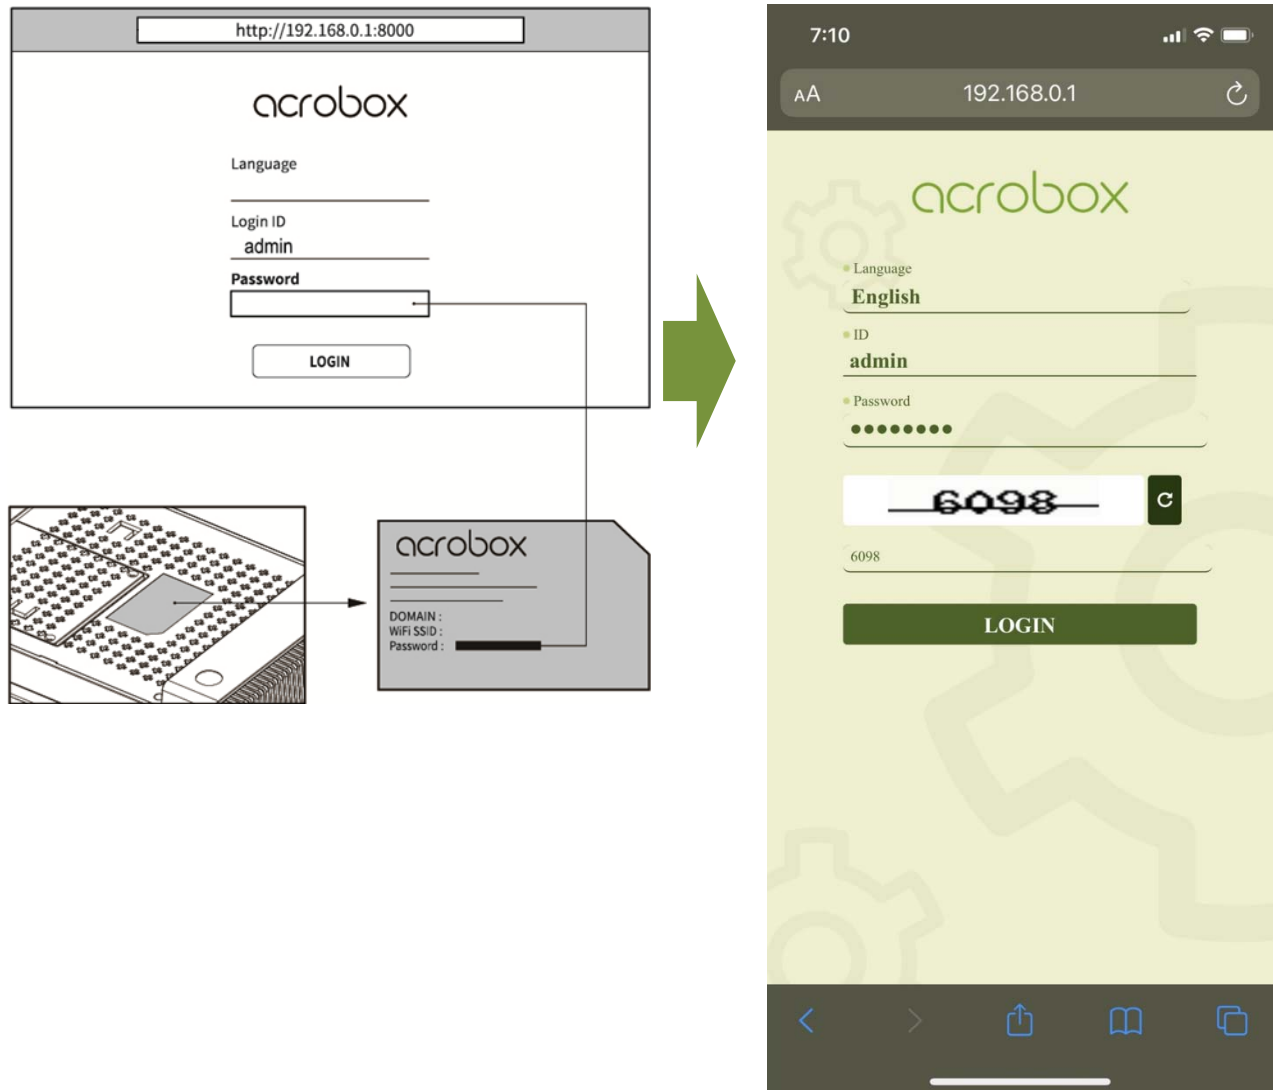 http://192.168.0.1:8000
acrobox
Language
Login ID
admin
Password
LOGIN
acrobox
DOMAIN :
WiFi SSID :
Password :
7:10
AA
192.168.0.1
acrobox
Language
English
ID
admin
Password
6098
6098
LOGIN